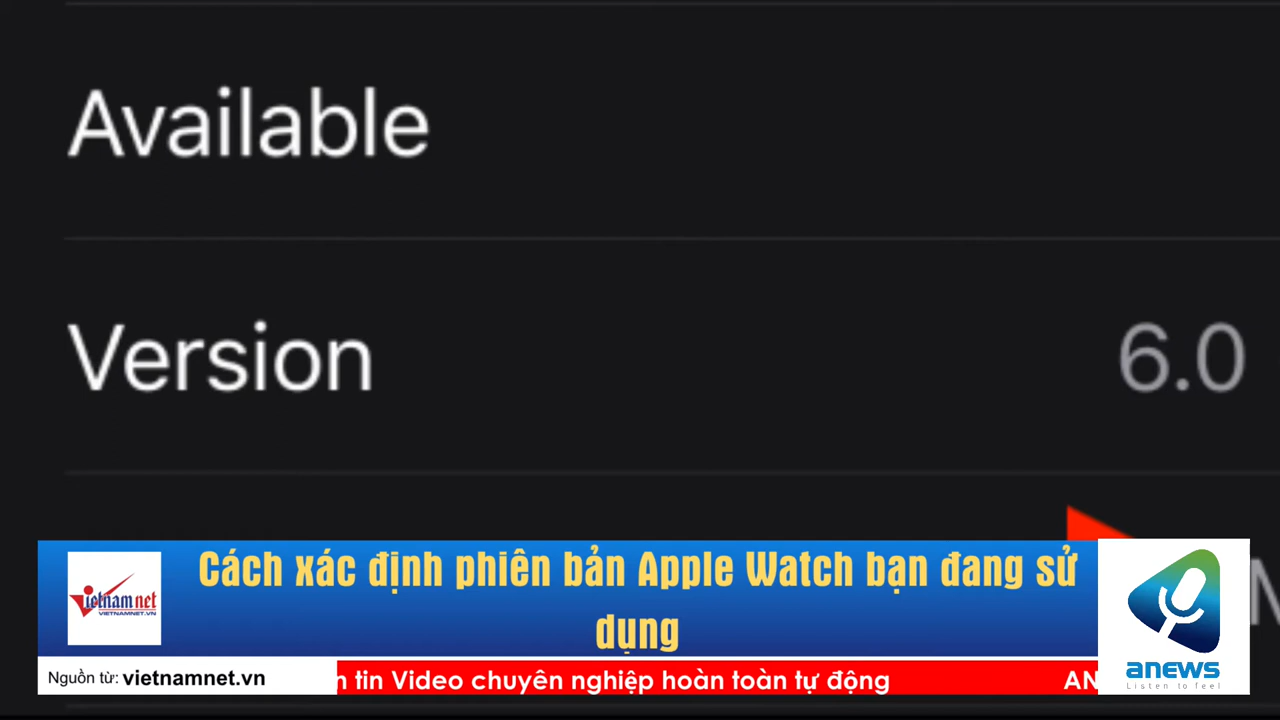 Available
Version 6.0
M
Cách xác định phiên bản Apple Watch bạn đang sử
dụng
Vietnamnet
VIETNAMNET.VN
Nguồn từ: vietnamnet.vn
n tin Video chuyên nghiệp hoàn toàn tự động AN
anews
Listen to feel